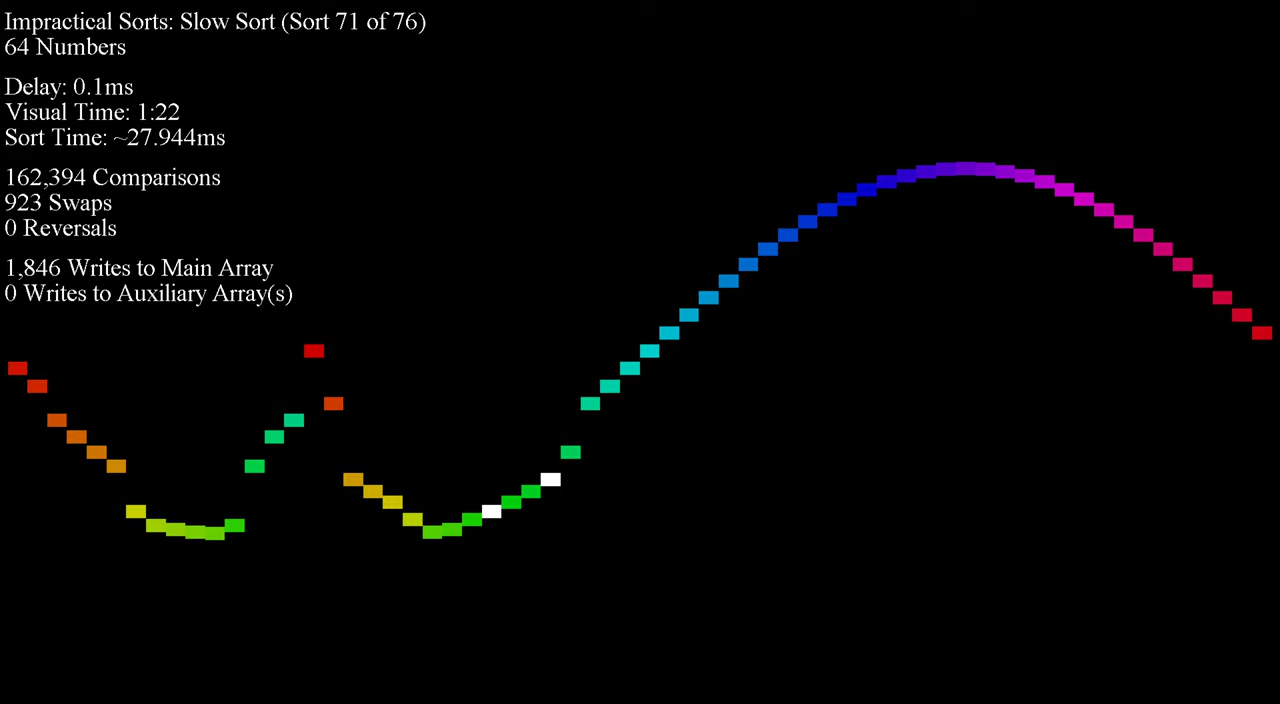 Impractical Sorts: Slow Sort (Sort 71 of 76)
64 Numbers
Delay: 0.1ms
Visual Time: 1:22
Sort Time: ~27.944ms
162,394 Comparisons
923 Swaps
0 Reversals
1,846 Writes to Main Array
0 Writes to Auxiliary Array(s)